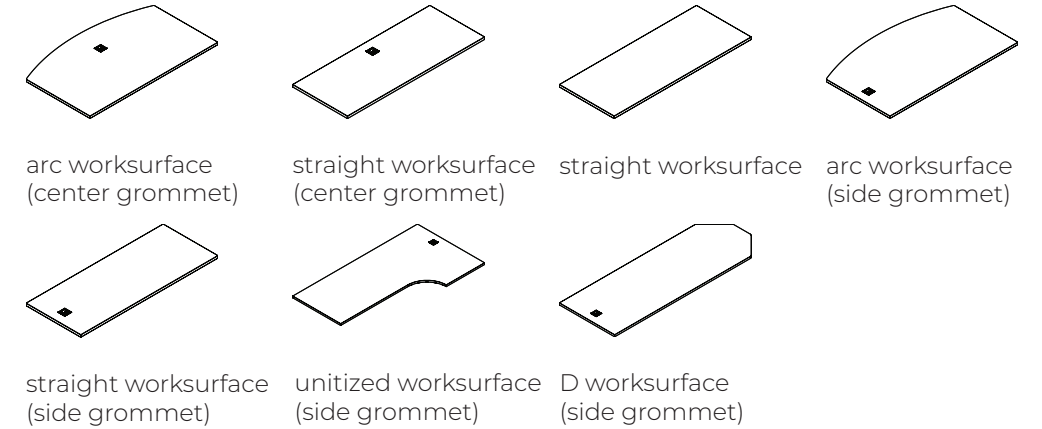 arc worksurface
(center grommet)
straight worksurface
(center grommet)
straight worksurface
arc worksurface
(side grommet)
straight worksurface
(side grommet)
unitized worksurface
(side grommet)
D worksurface
(side grommet)